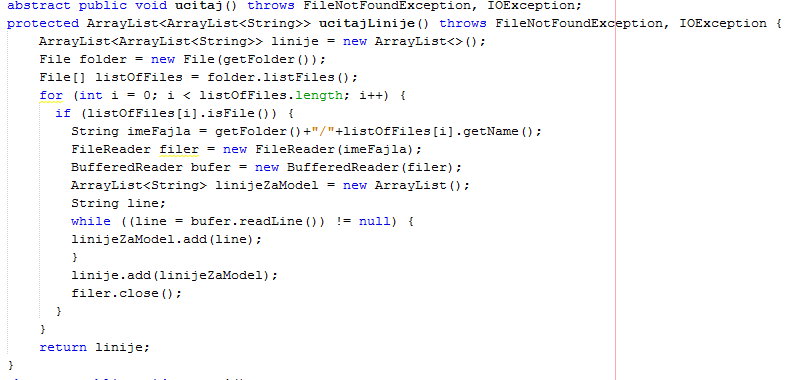 abstract public void ucitaj() throws FileNotFoundException, IOException;
protected ArrayList<ArrayList<String>> ucitajLinije() throws FileNotFoundException, IOException {
    ArrayList<ArrayList<String>> linije = new ArrayList<>();
    File folder = new File(getFolder());
    File[] listOfFiles = folder.listFiles();
    for (int i = 0; i < listOfFiles.length; i++) {
      if (listOfFiles[i].isFile()) {
        String imeFajla = getFolder()+"/"+listOfFiles[i].getName();
        FileReader filer = new FileReader(imeFajla);
        BufferedReader bufer = new BufferedReader(filer);
        ArrayList<String> linijeZaModel = new ArrayList();
        String line;
        while ((line = bufer.readLine()) != null) {
        linijeZaModel.add(line);
        }
        linije.add(linijeZaModel);
        filer.close();
      }
    }
    return linije;
}